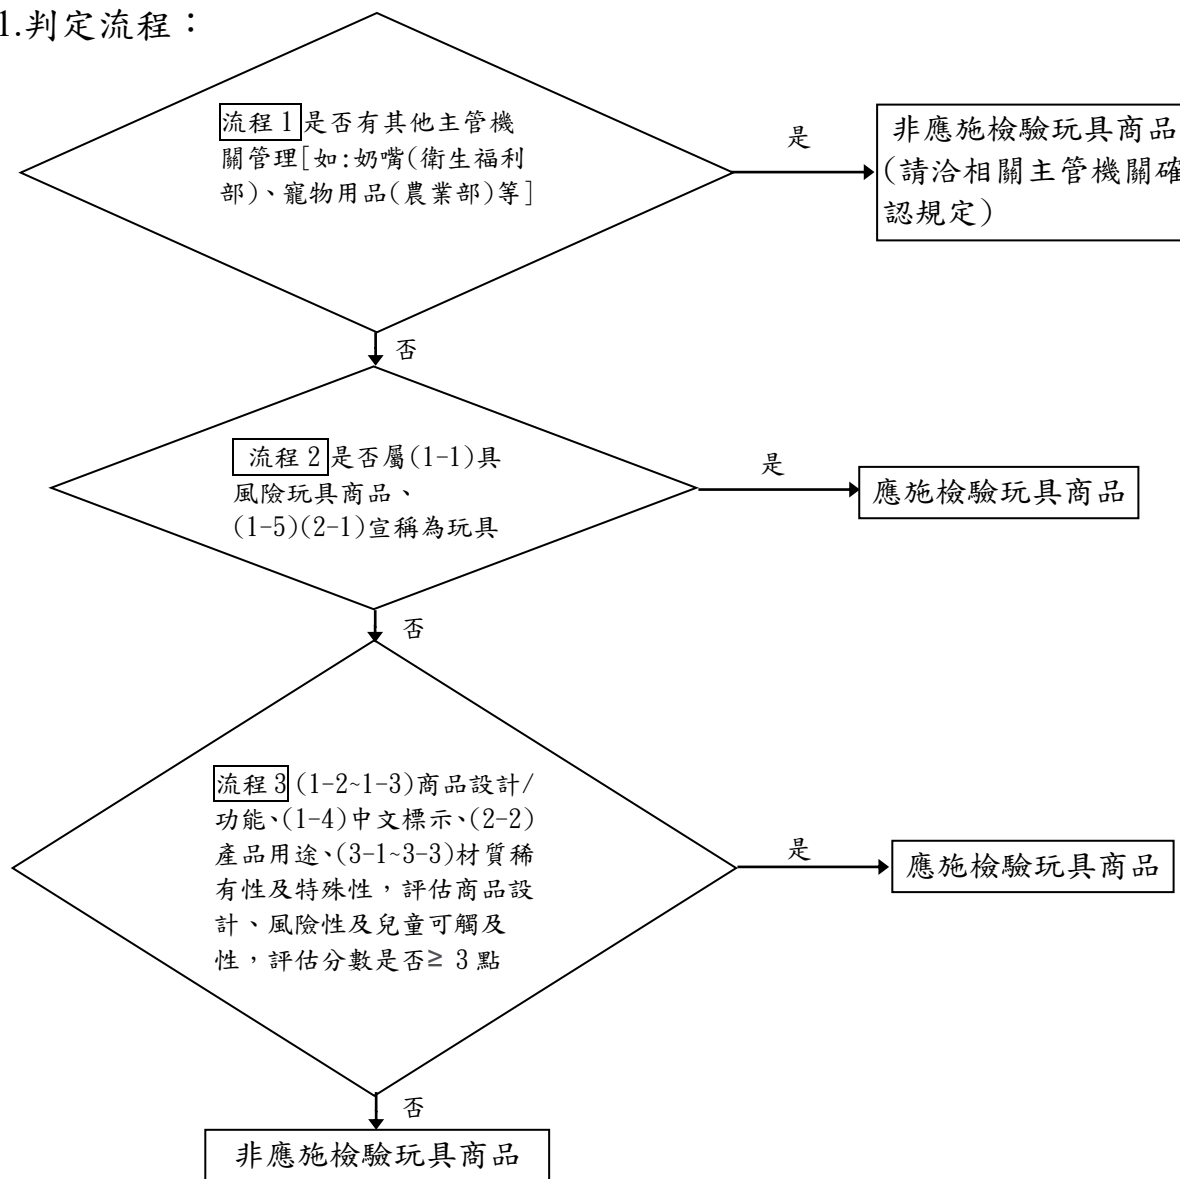 1.判定流程：
流程 1 是否有其他主管機
關管理[如:奶嘴(衛生福利
部)、寵物用品(農業部)等]
是
非應施檢驗玩具商品
(請洽相關主管機關確
認規定)
否
流程 2 是否屬(1-1)具
風險玩具商品、
(1-5)(2-1)宣稱為玩具
是
應施檢驗玩具商品
否
流程 3 (1-2~1-3)商品設計/
功能、(1-4)中文標示、(2-2)
產品用途、(3-1~3-3)材質稀
有性及特殊性，評估商品設
計、風險性及兒童可觸及
性，評估分數是否≥ 3 點
是
應施檢驗玩具商品
否
非應施檢驗玩具商品